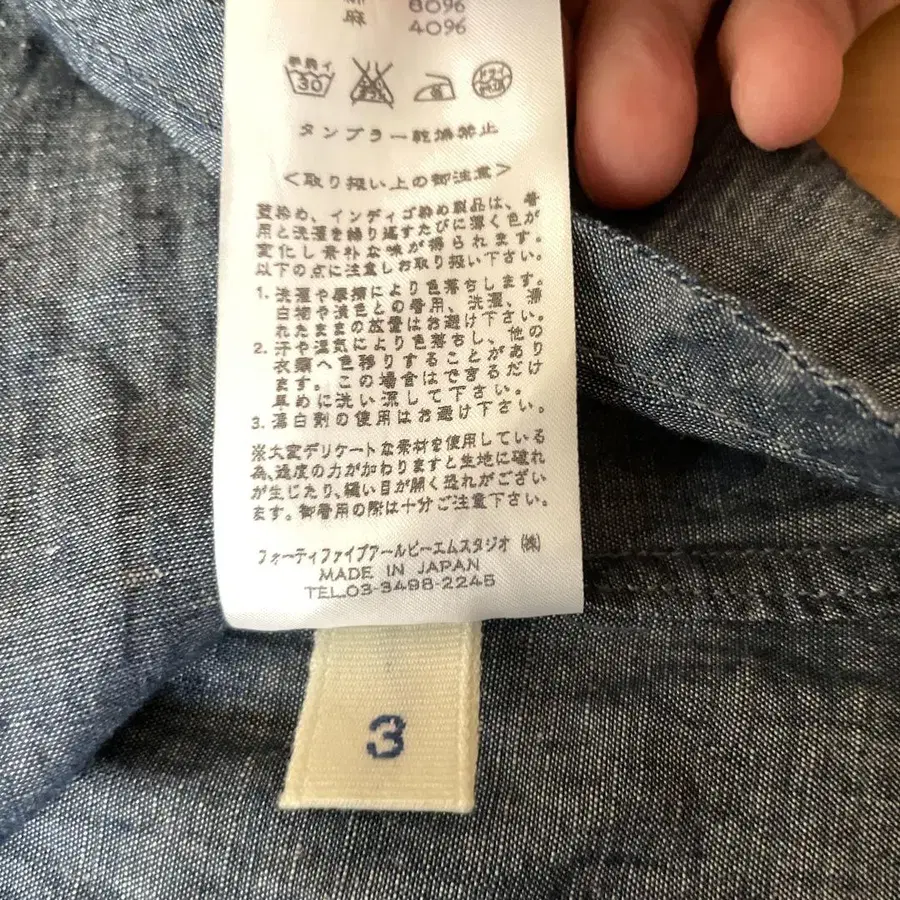 80%
麻 40%
手洗イ 30 ドライ
タンブラー乾燥禁止
<取り扱い上の御注意>
藍染め、インディゴ染め製品は、着
用と洗濯を繰り返すたびに薄く色が
変化し素朴な味が得られます。
以下の点に注意しお取り扱い下さい。
1. 洗濯や摩擦により色落ちします。
白物や淡色との着用、洗濯、濡
れたままの放置はお避け下さい。
2. 汗や湿気により色落ちし、他の
衣類へ色移りすることがあり
ます。この場合はできるだけ
早めに洗い流して下さい。
3. 漂白剤の使用はお避け下さい。
※大変デリケートな素材を使用している
為、過度の力がかわりますと生地に破れ
が生じたり、縫い目が開く恐れがござい
ます。御着用の際は十分ご注意下さい。
フォーティファイブアールピーエムスタジオ (株)
MADE IN JAPAN
TEL.03-3498-2245
3